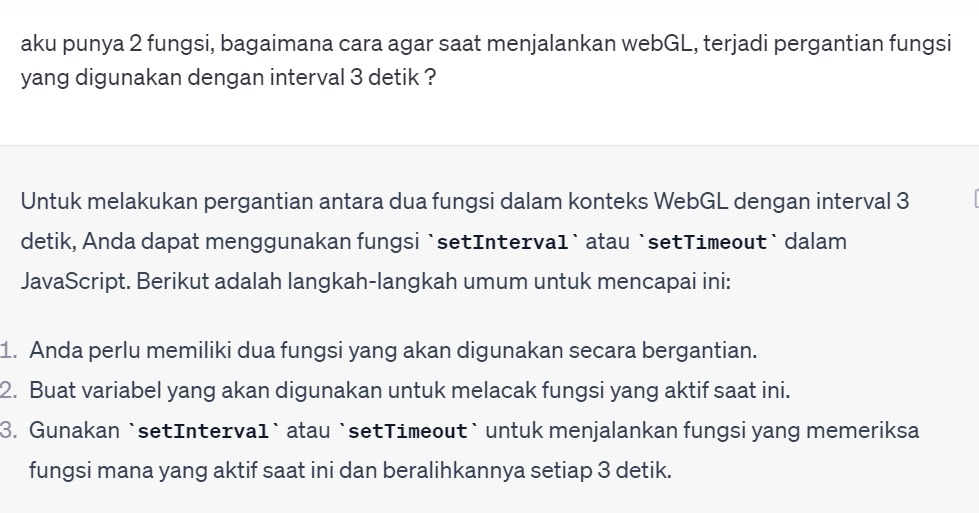 aku punya 2 fungsi, bagaimana cara agar saat menjalankan webGL, terjadi pergantian fungsi
yang digunakan dengan interval 3 detik ?
Untuk melakukan pergantian antara dua fungsi dalam konteks WebGL dengan interval 3
detik, Anda dapat menggunakan fungsi `setInterval` atau `setTimeout` dalam
JavaScript. Berikut adalah langkah-langkah umum untuk mencapai ini:
1. Anda perlu memiliki dua fungsi yang akan digunakan secara bergantian.
2. Buat variabel yang akan digunakan untuk melacak fungsi yang aktif saat ini.
3. Gunakan `setInterval` atau `setTimeout` untuk menjalankan fungsi yang memeriksa
fungsi mana yang aktif saat ini dan beralihkannya setiap 3 detik.